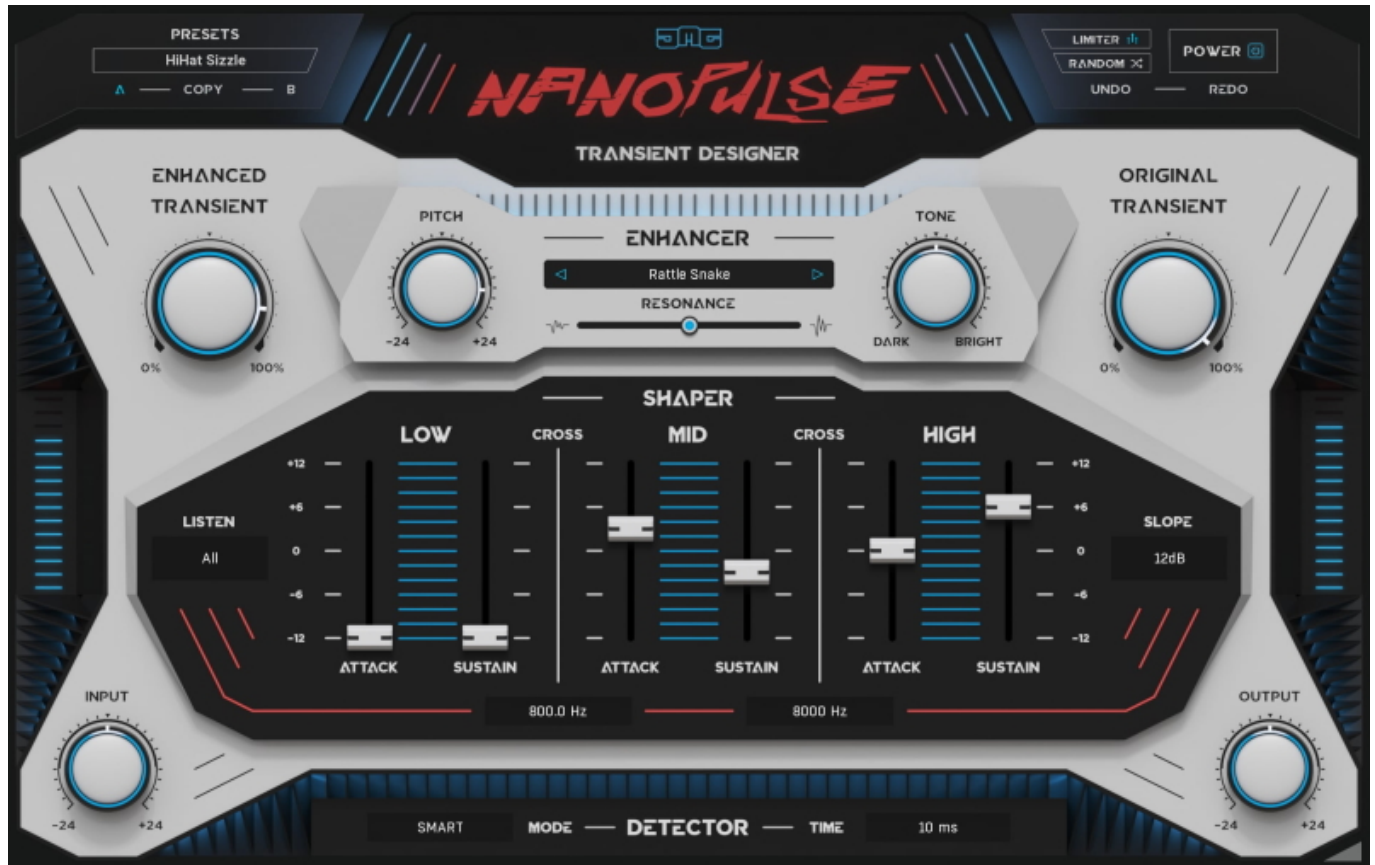 PRESETS
HiHat Sizzle
A COPY B
JHG
NANOPULSE
TRANSIENT DESIGNER
LIMITER
RANDOM
POWER
UNDO REDO
ENHANCED
TRANSIENT
0% 100%
PITCH
-24 +24
ENHANCER
Rattle Snake
RESONANCE
TONE
DARK BRIGHT
ORIGINAL
TRANSIENT
0% 100%
SHAPER
LOW CROSS MID CROSS HIGH
+12 +12
+6 +6
0 0
-6 -6
-12 -12
LISTEN
All
SLOPE
12dB
ATTACK SUSTAIN ATTACK SUSTAIN ATTACK SUSTAIN
800.0 Hz 8000 Hz
INPUT
-24 +24
OUTPUT
-24 +24
SMART MODE DETECTOR TIME 10 ms